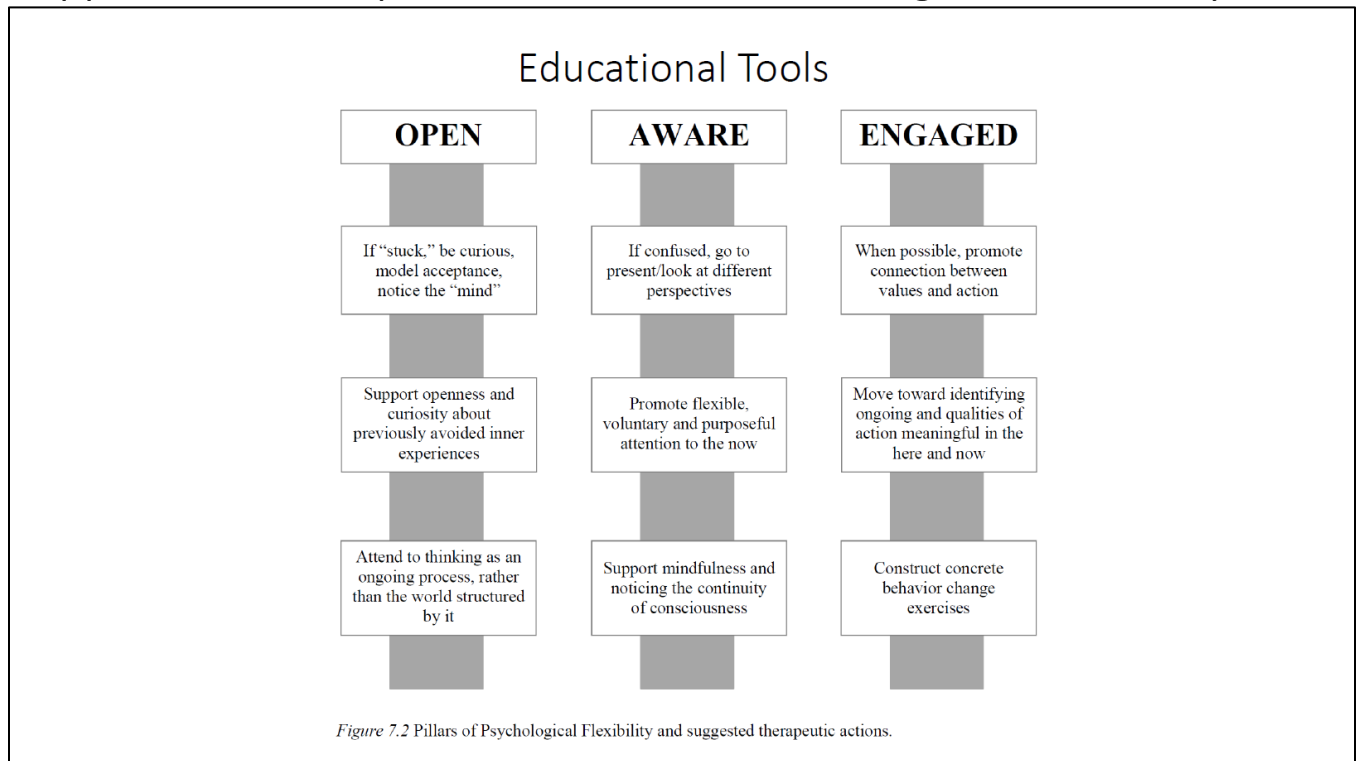 Educational Tools
OPEN
If “stuck,” be curious,
model acceptance,
notice the “mind”
Support openness and
curiosity about
previously avoided inner
experiences
Attend to thinking as an
ongoing process, rather
than the world structured
by it
AWARE
If confused, go to
present/look at different
perspectives
Promote flexible,
voluntary and purposeful
attention to the now
Support mindfulness and
noticing the continuity
of consciousness
ENGAGED
When possible, promote
connection between
values and action
Move toward identifying
ongoing and qualities of
action meaningful in the
here and now
Construct concrete
behavior change
exercises
Figure 7.2 Pillars of Psychological Flexibility and suggested therapeutic actions.